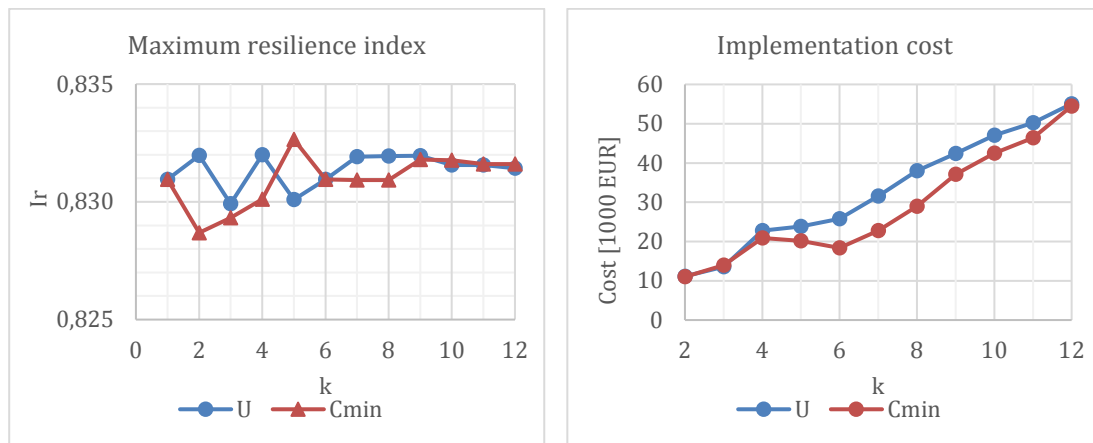 Maximum resilience index
0,835
0,830
0,825
Ir
0 2 4 6 8 10 12
k
U Cmin
Implementation cost
60
50
40
30
20
10
0
Cost [1000 EUR]
2 4 6 8 10 12
k
U Cmin